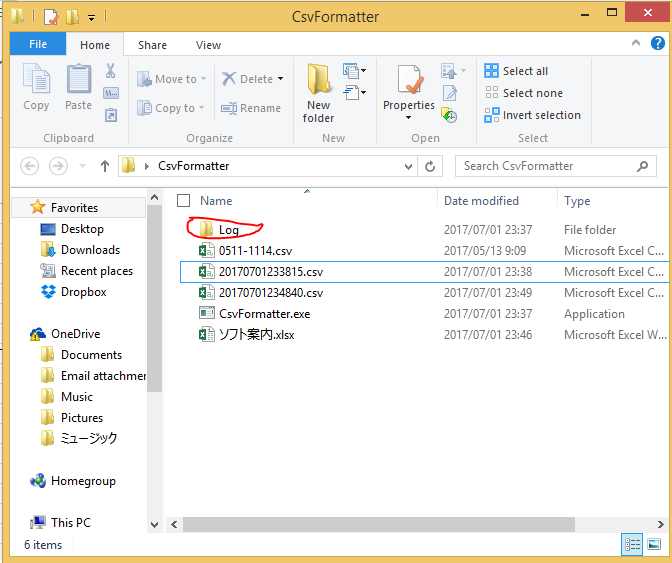 CsvFormatter
File Home Share View
Copy
Paste
Move to
Copy to
Delete
Rename
New folder
Properties
Select all
Select none
Invert selection
Clipboard Organize New Open Select
CsvFormatter
Search CsvFormatter
Name Date modified Type
Log 2017/07/01 23:37 File folder
0511-1114.csv 2017/05/13 9:09 Microsoft Excel C...
20170701233815.csv 2017/07/01 23:38 Microsoft Excel C...
20170701234840.csv 2017/07/01 23:49 Microsoft Excel C...
CsvFormatter.exe 2017/07/01 23:37 Application
ソフト案内.xlsx 2017/07/01 23:46 Microsoft Excel W...
Favorites
Desktop
Downloads
Recent places
Dropbox
OneDrive
Documents
Email attachmer
Music
Pictures
ミュージック
Homegroup
This PC
6 items